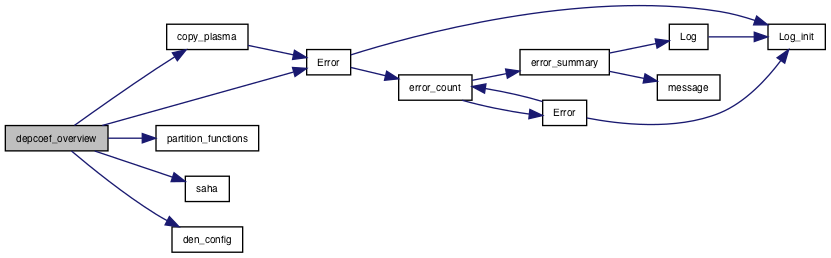 depcoef_overview
copy_plasma
partition_functions
saha
den_config
Error
error_count
error_summary
Error
Log
message
Log_init